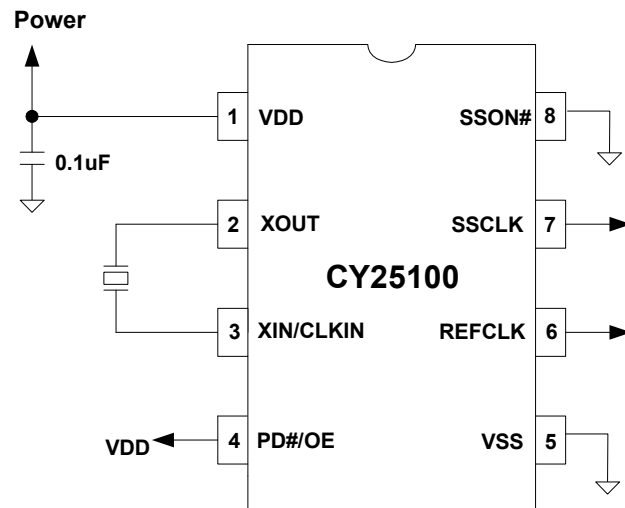 Power
1 VDD SSON# 8
0.1uF
2 XOUT SSCLK 7
CY25100
3 XIN/CLKIN REFCLK 6
VDD 4 PD#/OE VSS 5